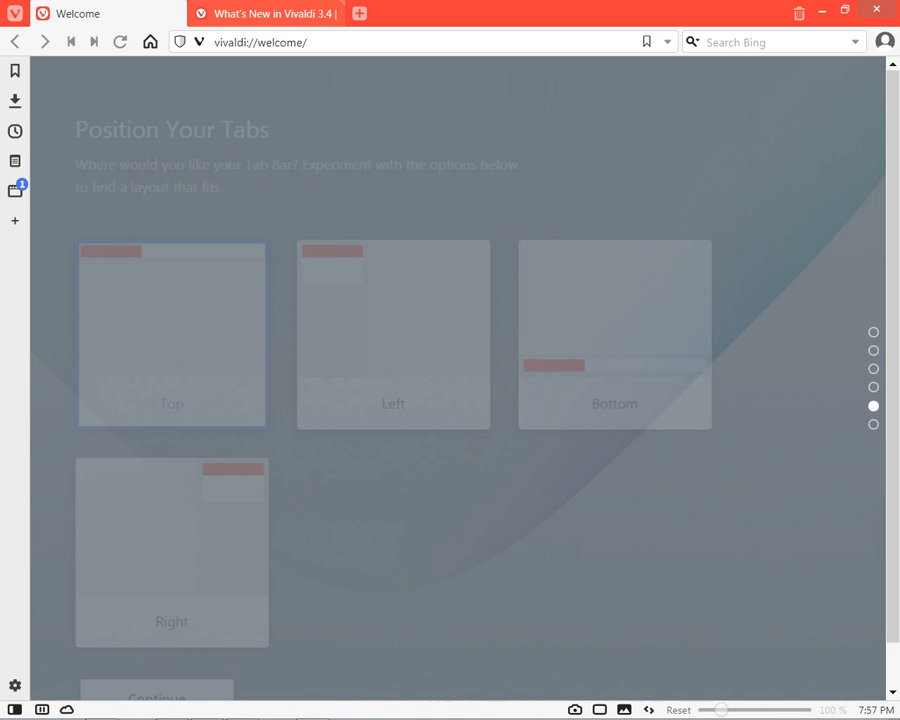 Welcome
What's New in Vivaldi 3.4 |
vivaldi://welcome/
Search Bing
Position Your Tabs
Where would you like your Tab Bar? Experiment with the options below
to find a layout that fits.
1
Top
Left
Bottom
Right
Continue
Reset
100 %
7:57 PM